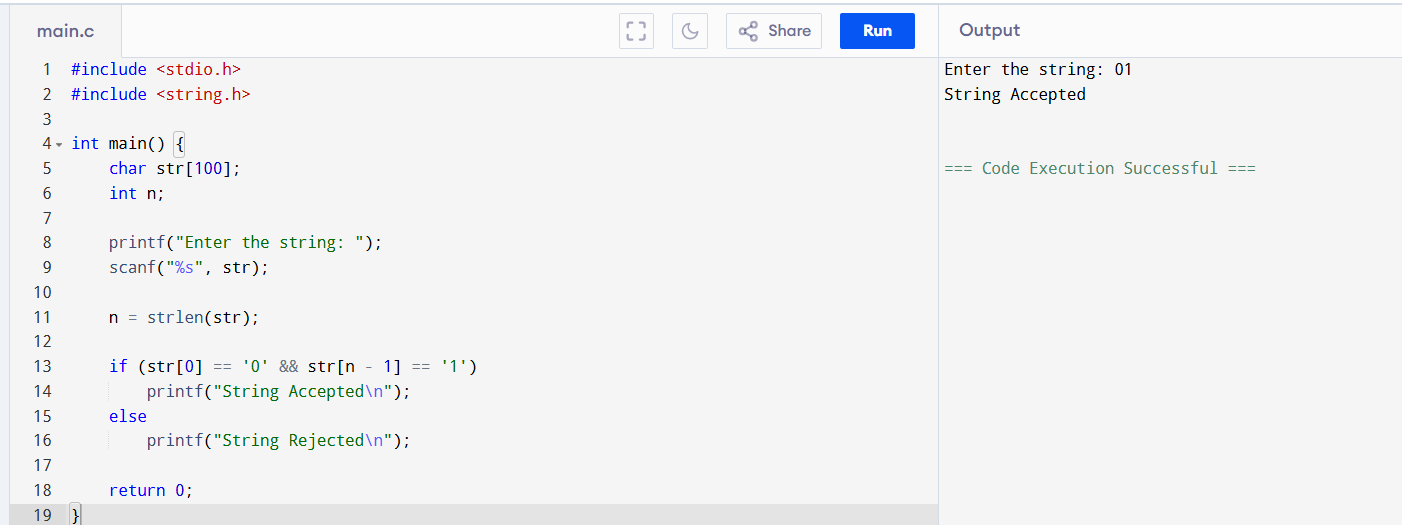 main.c
Share
Run
Output
1 #include <stdio.h>
2 #include <string.h>
3
4 int main() {
5     char str[100];
6     int n;
7
8     printf("Enter the string: ");
9     scanf("%s", str);
10
11     n = strlen(str);
12
13     if (str[0] == '0' && str[n - 1] == '1')
14         printf("String Accepted\n");
15     else
16         printf("String Rejected\n");
17
18     return 0;
19 }
Enter the string: 01
String Accepted
=== Code Execution Successful ===